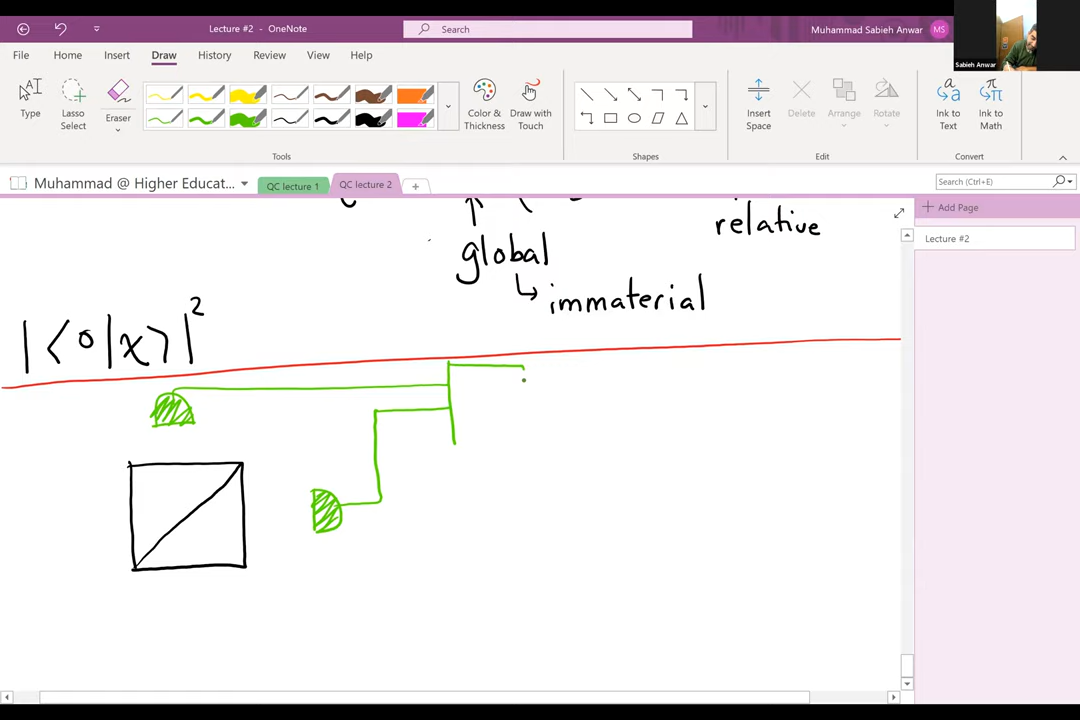 Lecture #2 - OneNote
Search
Muhammad Sabieh Anwar
MS
Sabieh Anwar
File
Home
Insert
Draw
History
Review
View
Help
Type
Lasso Select
Eraser
Color & Thickness
Draw with Touch
Insert Space
Delete
Arrange
Rotate
Ink to Text
Ink to Math
Tools
Shapes
Edit
Convert
Muhammad @ Higher Educat...
QC lecture 1
QC lecture 2
Search (Ctrl+E)
Add Page
Lecture #2
relative
global
immaterial
|<0|x>|²